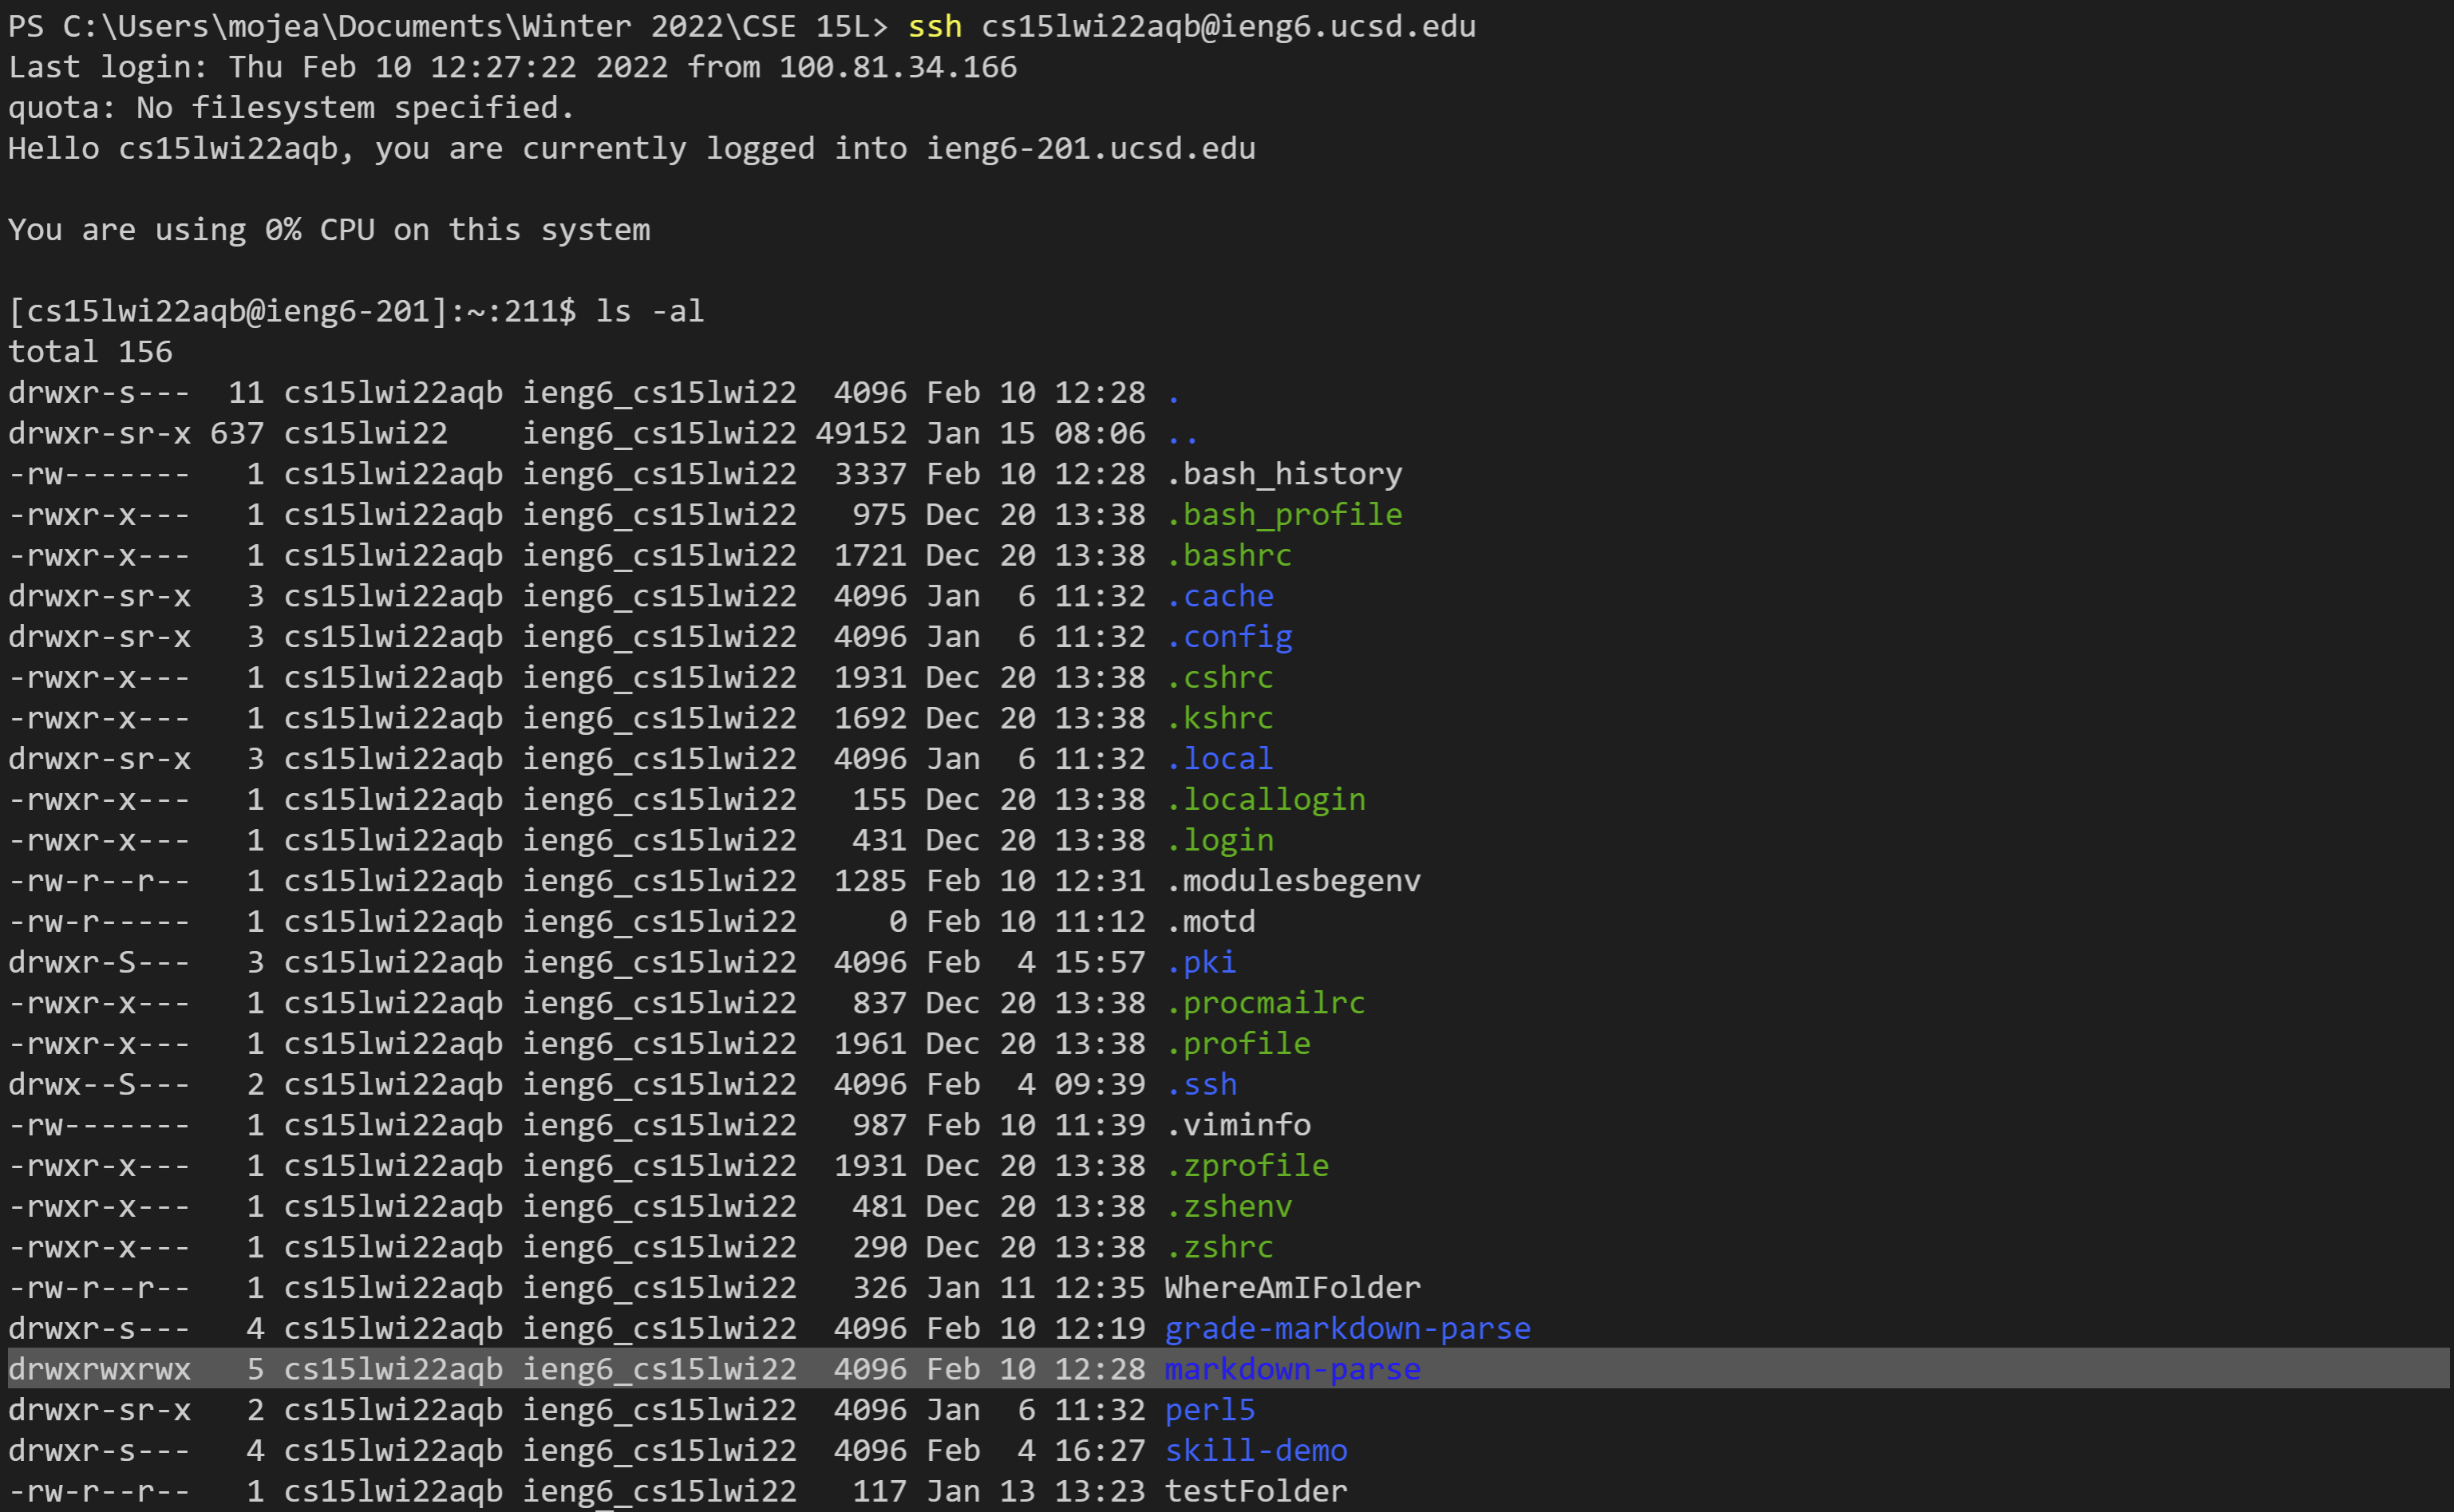 PS C:\Users\mojea\Documents\Winter 2022\CSE 15L> ssh cs15lwi22aqb@ieng6.ucsd.edu
Last login: Thu Feb 10 12:27:22 2022 from 100.81.34.166
quota: No filesystem specified.
Hello cs15lwi22aqb, you are currently logged into ieng6-201.ucsd.edu
You are using 0% CPU on this system
[cs15lwi22aqb@ieng6-201]:~:211$ ls -al
total 156
drwxr-s---  11 cs15lwi22aqb ieng6_cs15lwi22  4096 Feb 10 12:28 .
drwxr-sr-x 637 cs15lwi22    ieng6_cs15lwi22 49152 Jan 15 08:06 ..
-rw-------   1 cs15lwi22aqb ieng6_cs15lwi22  3337 Feb 10 12:28 .bash_history
-rwxr-x---   1 cs15lwi22aqb ieng6_cs15lwi22   975 Dec 20 13:38 .bash_profile
-rwxr-x---   1 cs15lwi22aqb ieng6_cs15lwi22  1721 Dec 20 13:38 .bashrc
drwxr-sr-x   3 cs15lwi22aqb ieng6_cs15lwi22  4096 Jan  6 11:32 .cache
drwxr-sr-x   3 cs15lwi22aqb ieng6_cs15lwi22  4096 Jan  6 11:32 .config
-rwxr-x---   1 cs15lwi22aqb ieng6_cs15lwi22  1931 Dec 20 13:38 .cshrc
-rwxr-x---   1 cs15lwi22aqb ieng6_cs15lwi22  1692 Dec 20 13:38 .kshrc
drwxr-sr-x   3 cs15lwi22aqb ieng6_cs15lwi22  4096 Jan  6 11:32 .local
-rwxr-x---   1 cs15lwi22aqb ieng6_cs15lwi22   155 Dec 20 13:38 .locallogin
-rwxr-x---   1 cs15lwi22aqb ieng6_cs15lwi22   431 Dec 20 13:38 .login
-rw-r--r--   1 cs15lwi22aqb ieng6_cs15lwi22  1285 Feb 10 12:31 .modulesbegenv
-rw-r-----   1 cs15lwi22aqb ieng6_cs15lwi22     0 Feb 10 11:12 .motd
drwxr-S---   3 cs15lwi22aqb ieng6_cs15lwi22  4096 Feb  4 15:57 .pki
-rwxr-x---   1 cs15lwi22aqb ieng6_cs15lwi22   837 Dec 20 13:38 .procmailrc
-rwxr-x---   1 cs15lwi22aqb ieng6_cs15lwi22  1961 Dec 20 13:38 .profile
drwx--S---   2 cs15lwi22aqb ieng6_cs15lwi22  4096 Feb  4 09:39 .ssh
-rw-------   1 cs15lwi22aqb ieng6_cs15lwi22   987 Feb 10 11:39 .viminfo
-rwxr-x---   1 cs15lwi22aqb ieng6_cs15lwi22  1931 Dec 20 13:38 .zprofile
-rwxr-x---   1 cs15lwi22aqb ieng6_cs15lwi22   481 Dec 20 13:38 .zshenv
-rwxr-x---   1 cs15lwi22aqb ieng6_cs15lwi22   290 Dec 20 13:38 .zshrc
-rw-r--r--   1 cs15lwi22aqb ieng6_cs15lwi22   326 Jan 11 12:35 WhereAmIFolder
drwxr-s---   4 cs15lwi22aqb ieng6_cs15lwi22  4096 Feb 10 12:19 grade-markdown-parse
drwxrwxrwx   5 cs15lwi22aqb ieng6_cs15lwi22  4096 Feb 10 12:28 markdown-parse
drwxr-sr-x   2 cs15lwi22aqb ieng6_cs15lwi22  4096 Jan  6 11:32 perl5
drwxr-s---   4 cs15lwi22aqb ieng6_cs15lwi22  4096 Feb  4 16:27 skill-demo
-rw-r--r--   1 cs15lwi22aqb ieng6_cs15lwi22   117 Jan 13 13:23 testFolder